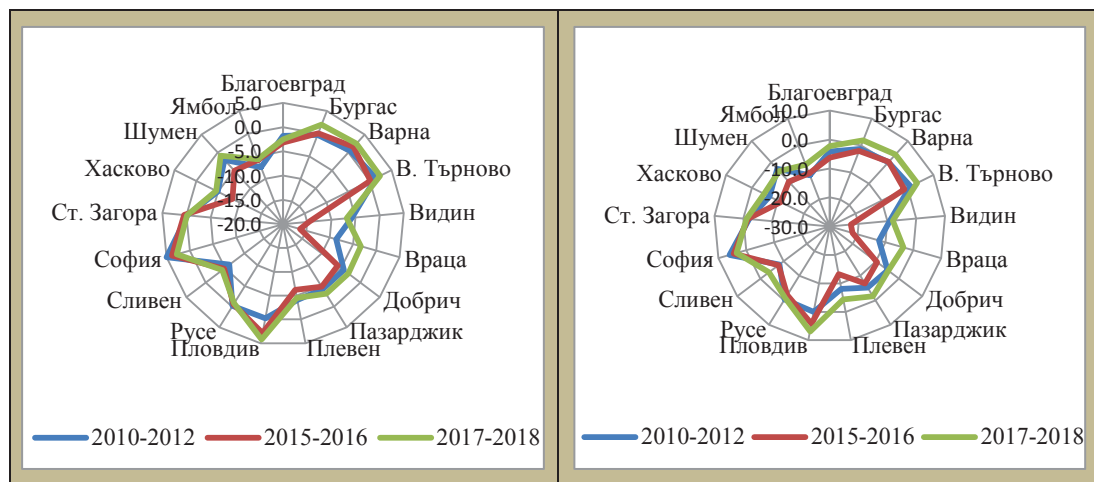 Благоевград
Бургас
Варна
В. Търново
Видин
Враца
Добрич
Пазарджик
Плевен
Пловдив
Русе
Сливен
София
Ст. Загора
Хасково
Шумен
Ямбол
5.0
0.0
-5.0
-10.0
-15.0
-20.0
2010-2012 2015-2016 2017-2018
Благоевград
Бургас
Варна
В. Търново
Видин
Враца
Добрич
Пазарджик
Плевен
Пловдив
Русе
Сливен
София
Ст. Загора
Хасково
Шумен
Ямбол
10.0
0.0
-10.0
-20.0
-30.0
2010-2012 2015-2016 2017-2018